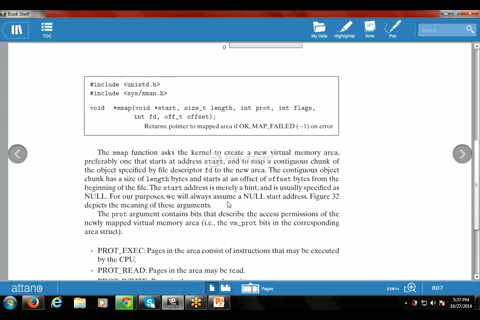 Book Shelf
TOC
My Data
Highlighter
Note
Pen
Search
0
#include <unistd.h>
#include <sys/mman.h>
void *mmap(void *start, size_t length, int prot, int flags,
int fd, off_t offset);
Returns: pointer to mapped area if OK, MAP_FAILED (−1) on error
The mmap function asks the kernel to create a new virtual memory area,
preferably one that starts at address start, and to map a contiguous chunk of
the object specified by file descriptor fd to the new area. The contiguous object
chunk has a size of length bytes and starts at an offset of offset bytes from the
beginning of the file. The start address is merely a hint, and is usually specified as
NULL. For our purposes, we will always assume a NULL start address. Figure 32
depicts the meaning of these arguments.
The prot argument contains bits that describe the access permissions of the
newly mapped virtual memory area (i.e., the vm_prot bits in the corresponding
area struct).
• PROT_EXEC: Pages in the area consist of instructions that may be executed
by the CPU.
• PROT_READ: Pages in the area may be read.
attano
Pages
807
5:37 PM
10/27/2014